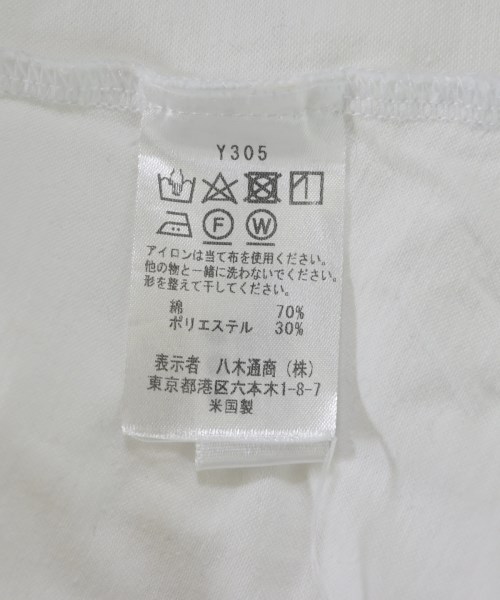 Y305
F W
アイロンは当て布を使用ください。
他の物と一緒に洗わないでください。
形を整えて干してください。
綿 70%
ポリエステル 30%
表示者 八木通商(株)
東京都港区六本木1-8-7
米国製